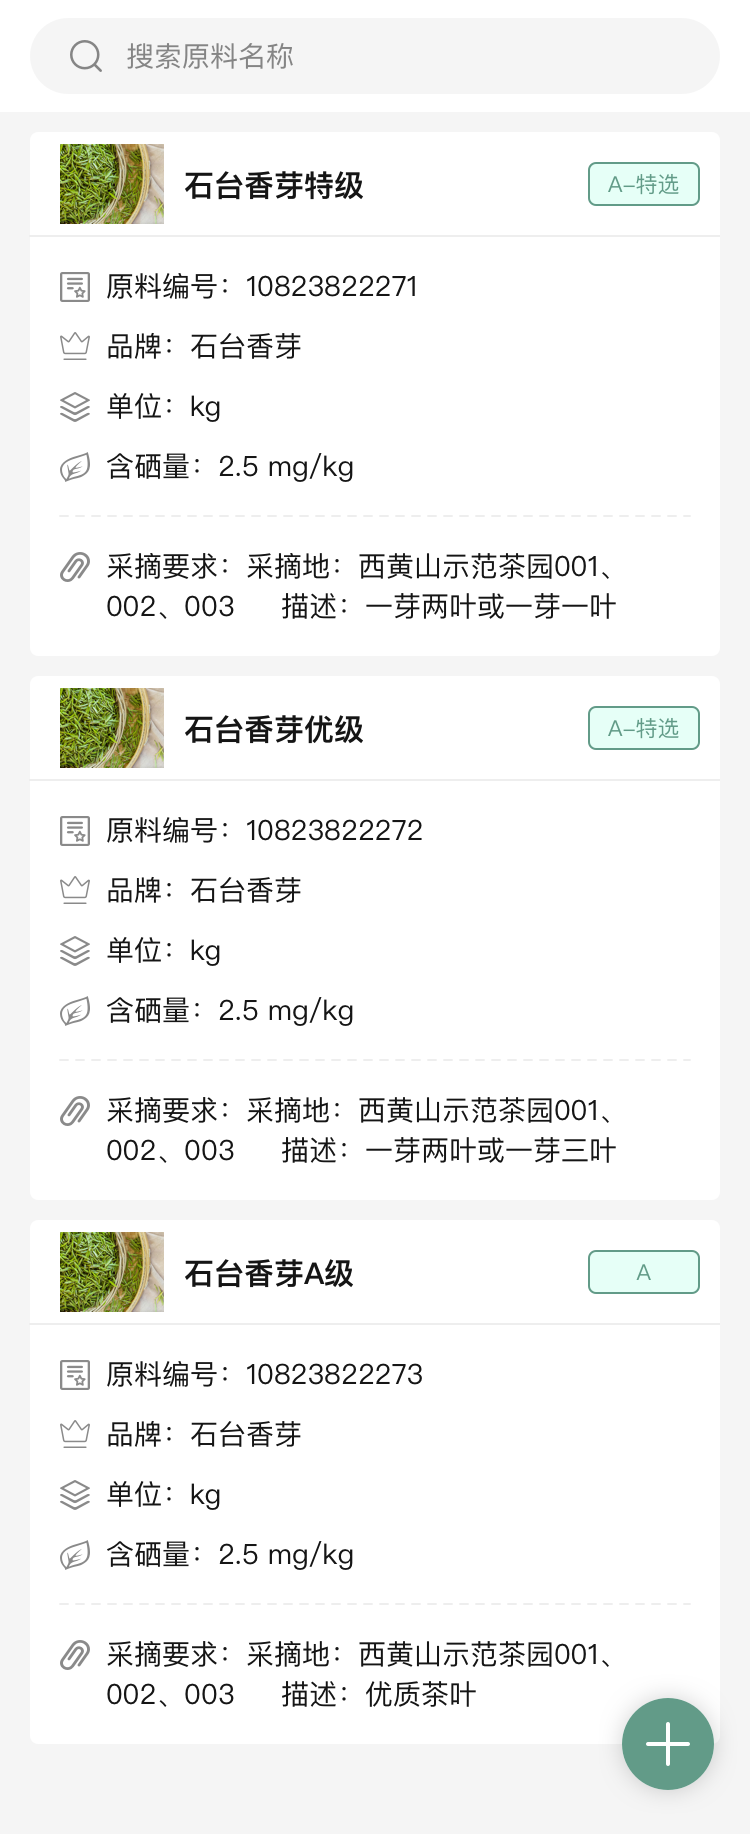 搜索原料名称
石台香芽特级
A-特选
原料编号：10823822271
品牌：石台香芽
单位：kg
含硒量：2.5 mg/kg
采摘要求：采摘地：西黄山示范茶园001、
002、003 描述：一芽两叶或一芽一叶
石台香芽优级
A-特选
原料编号：10823822272
品牌：石台香芽
单位：kg
含硒量：2.5 mg/kg
采摘要求：采摘地：西黄山示范茶园001、
002、003 描述：一芽两叶或一芽三叶
石台香芽A级
A
原料编号：10823822273
品牌：石台香芽
单位：kg
含硒量：2.5 mg/kg
采摘要求：采摘地：西黄山示范茶园001、
002、003 描述：优质茶叶